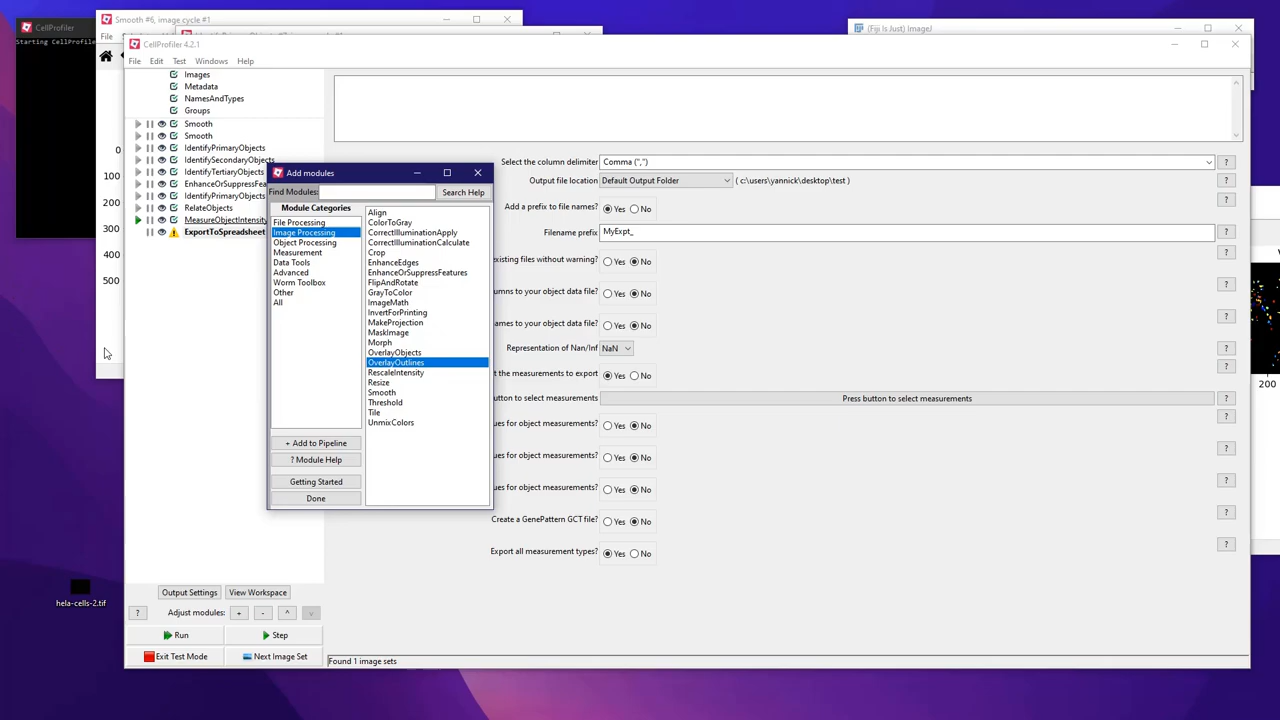 CellProfiler
Starting CellProfile
Smooth #6, image cycle #1
File
(Fiji Is Just) ImageJ
CellProfiler 4.2.1
File Edit Test Windows Help
Images
Metadata
NamesAndTypes
Groups
Smooth
Smooth
IdentifyPrimaryObjects
IdentifySecondaryObjects
IdentifyTertiaryObjects
EnhanceOrSuppressFea
IdentifyPrimaryObjects
RelateObjects
MeasureObjectIntensity
ExportToSpreadsheet
0
100
200
300
400
500
Add modules
Find Modules: Search Help
Module Categories
File Processing
Image Processing
Object Processing
Measurement
Data Tools
Advanced
Worm Toolbox
Other
All
+ Add to Pipeline
? Module Help
Getting Started
Done
Align
ColorToGray
CorrectIlluminationApply
CorrectIlluminationCalculate
Crop
EnhanceEdges
EnhanceOrSuppressFeatures
FlipAndRotate
GrayToColor
ImageMath
InvertForPrinting
MakeProjection
MaskImage
Morph
OverlayObjects
OverlayOutlines
RescaleIntensity
Resize
Smooth
Threshold
Tile
UnmixColors
Select the column delimiter Comma (",") ?
Output file location Default Output Folder ( c:\users\yannick\desktop\test ) ?
Add a prefix to file names? Yes No ?
Filename prefix MyExpt_ ?
existing files without warning? Yes No ?
umns to your object data file? Yes No ?
names to your object data file? Yes No ?
Representation of Nan/Inf NaN ?
t the measurements to export Yes No ?
button to select measurements Press button to select measurements ?
ues for object measurements? Yes No ?
ues for object measurements? Yes No ?
ues for object measurements? Yes No ?
Create a GenePattern GCT file? Yes No ?
Export all measurement types? Yes No ?
200
hela-cells-2.tif
Output Settings View Workspace
? Adjust modules: + - ^ v
Run Step
Exit Test Mode Next Image Set
Found 1 image sets